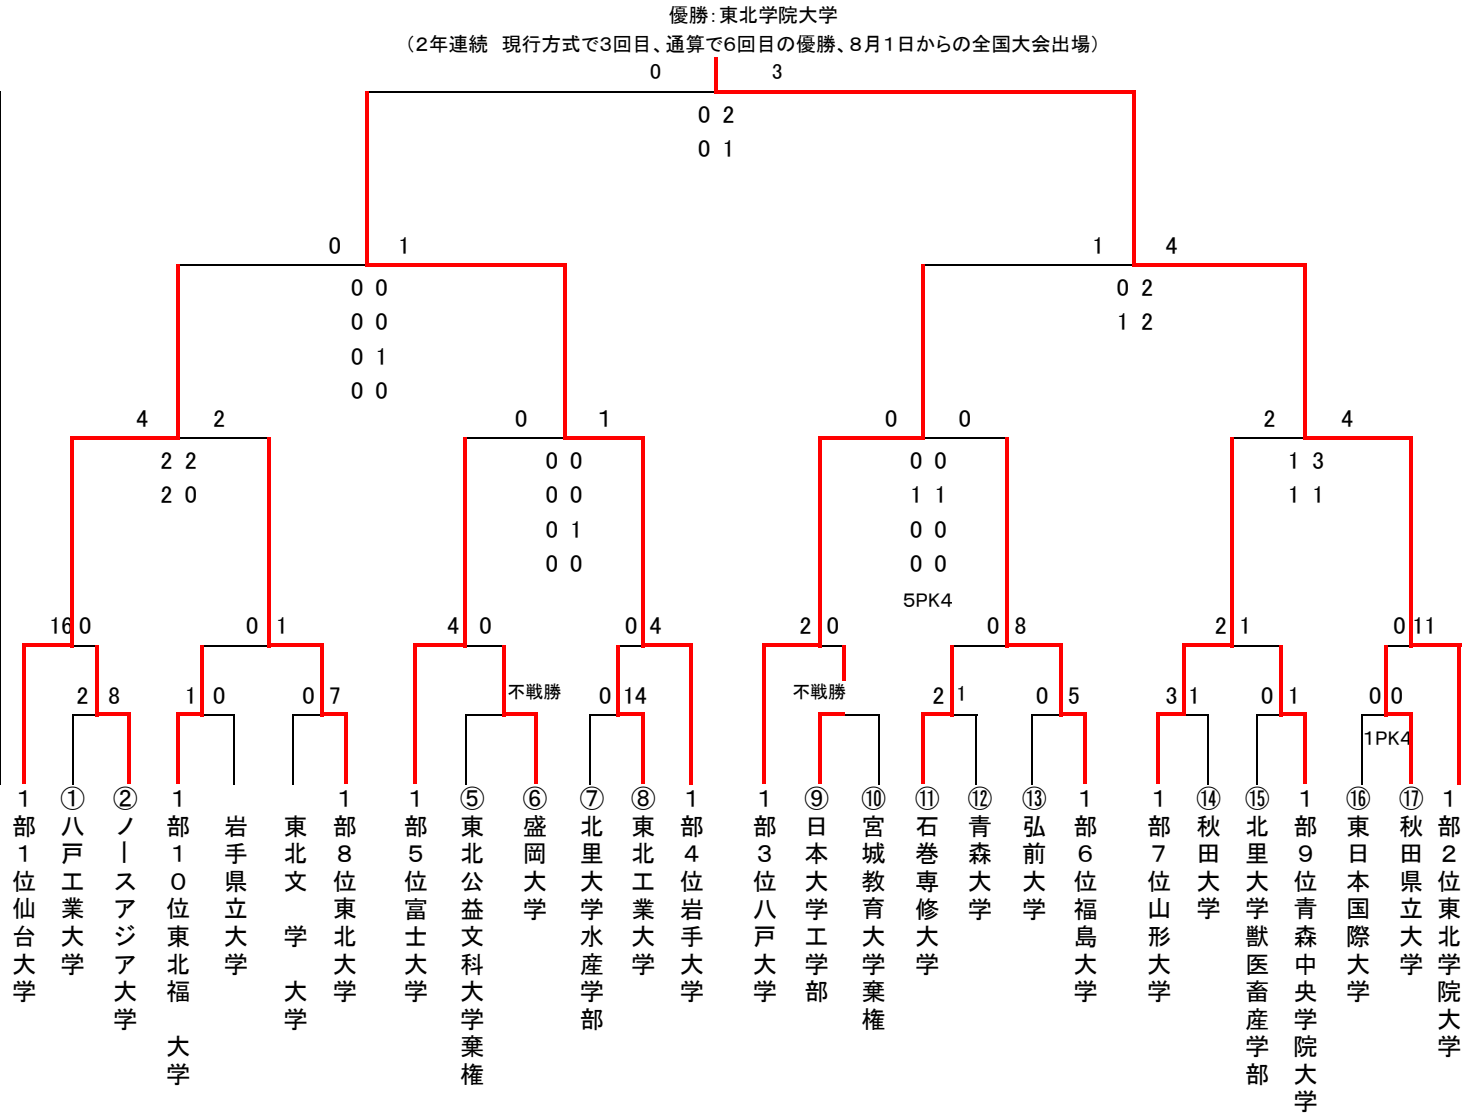 優勝：東北学院大学
（２年連続　現行方式で３回目、通算で６回目の優勝、８月１日からの全国大会出場）
0 3
0 2
0 1
0 1
1 4
0 0
0 2
0 0
1 2
0 1
0 0
4 2
0 1
0 0
2 4
2 2
0 0
0 0
1 3
2 0
0 0
1 1
1 1
0 1
0 0
0 0
0 0
5PK4
16 0
0 1
4 0
0 4
2 0
0 8
2 1
0 11
2 8
1 0
0 7
不戦勝
0 14
不戦勝
2 1
0 5
3 1
0 1
0 0
1PK4
1部１位仙台大学
①八戸工業大学
②ノースアジア大学
1部１０位東北福　大学
岩手県立大学
東北文　学　大学
1部８位東北大学
1部５位富士大学
⑤東北公益文科大学棄権
⑥盛岡大学
⑦北里大学水産学部
⑧東北工業大学
1部４位岩手大学
1部３位八戸大学
⑨日本大学工学部
⑩宮城教育大学棄権
⑪石巻専修大学
⑫青森大学
⑬弘前大学
1部６位福島大学
1部７位山形大学
⑭秋田大学
⑮北里大学獣医畜産学部
1部９位青森中央学院大学
⑯東日本国際大学
⑰秋田県立大学
1部２位東北学院大学